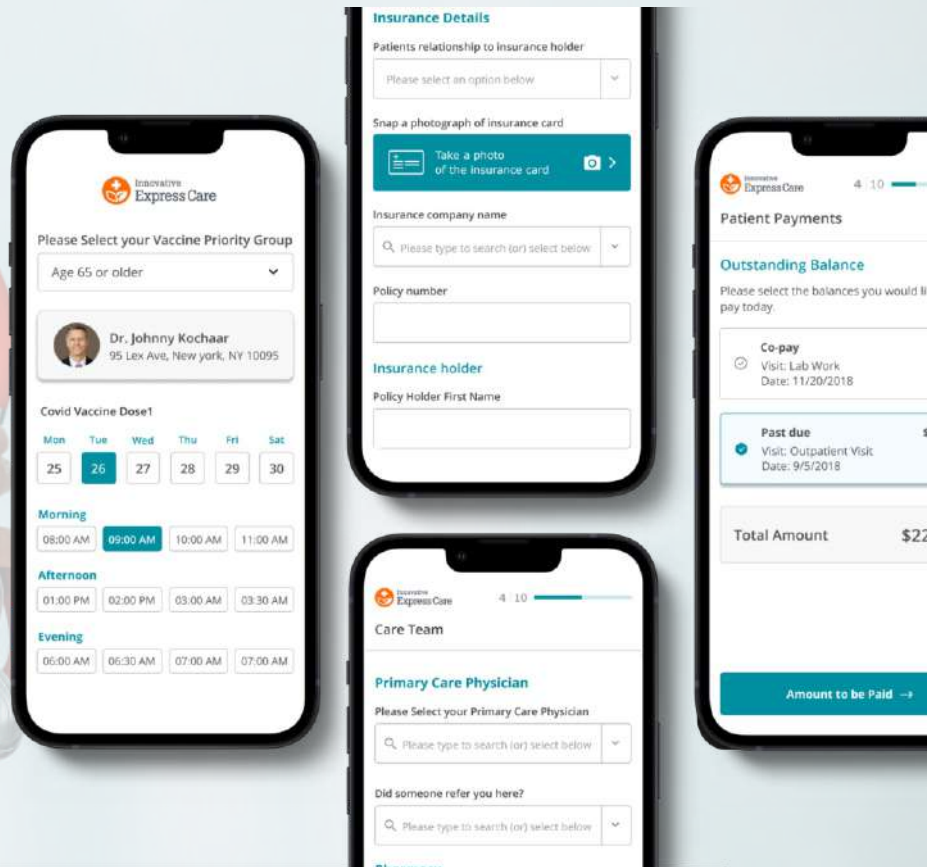 Innovative
Express Care
Please Select your Vaccine Priority Group
Age 65 or older
Dr. Johnny Kochaar
95 Lex Ave, New york, NY 10095
Covid Vaccine Dose1
Mon Tue Wed Thu Fri Sat
25 26 27 28 29 30
Morning
08:00 AM 09:00 AM 10:00 AM 11:00 AM
Afternoon
01:00 PM 02:00 PM 03:00 AM 03:30 AM
Evening
06:00 AM 06:30 AM 07:00 AM 07:00 AM
Insurance Details
Patients relationship to insurance holder
Please select an option below
Snap a photograph of insurance card
Take a photo
of the insurance card
Insurance company name
Please type to search (or) select below
Policy number
Insurance holder
Policy Holder First Name
Innovative
Express Care
4 10
Care Team
Primary Care Physician
Please Select your Primary Care Physician
Please type to search (or) select below
Did someone refer you here?
Please type to search (or) select below
Innovative
Express Care
4 10
Patient Payments
Outstanding Balance
Please select the balances you would
pay today.
Co-pay
Visit: Lab Work
Date: 11/20/2018
Past due $
Visit: Outpatient Visit
Date: 9/5/2018
Total Amount $22
Amount to be Paid →